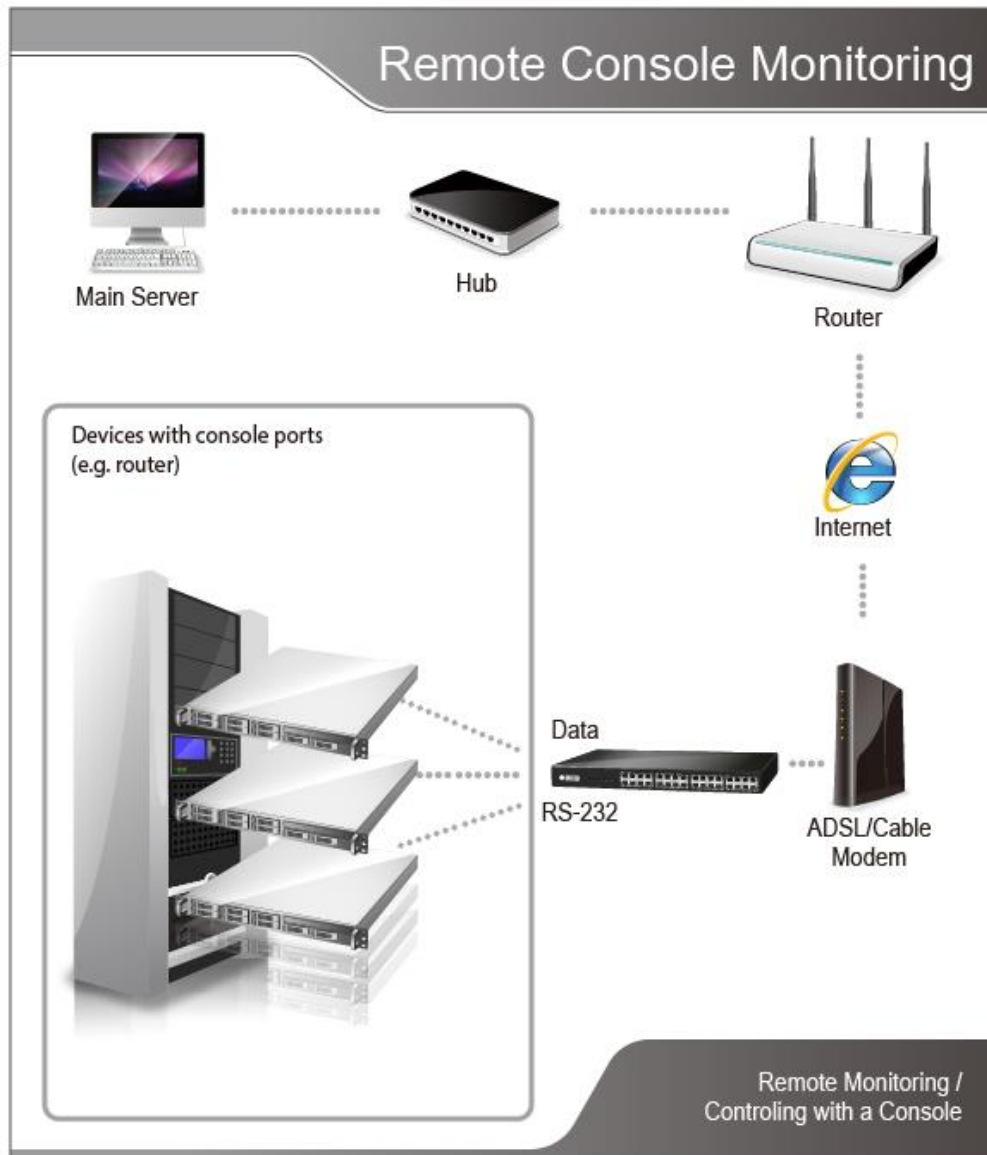 Remote Console Monitoring
Main Server
Hub
Router
Devices with console ports
(e.g. router)
Internet
Data
RS-232
ADSL/Cable
Modem
Remote Monitoring /
Controling with a Console